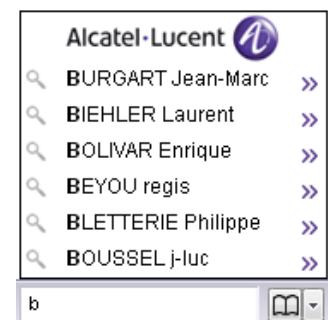 Alcatel·Lucent
BURGART Jean-Marc
BIEHLER Laurent
BOLIVAR Enrique
BEYOU regis
BLETTERIE Philippe
BOUSSEL j-luc
b